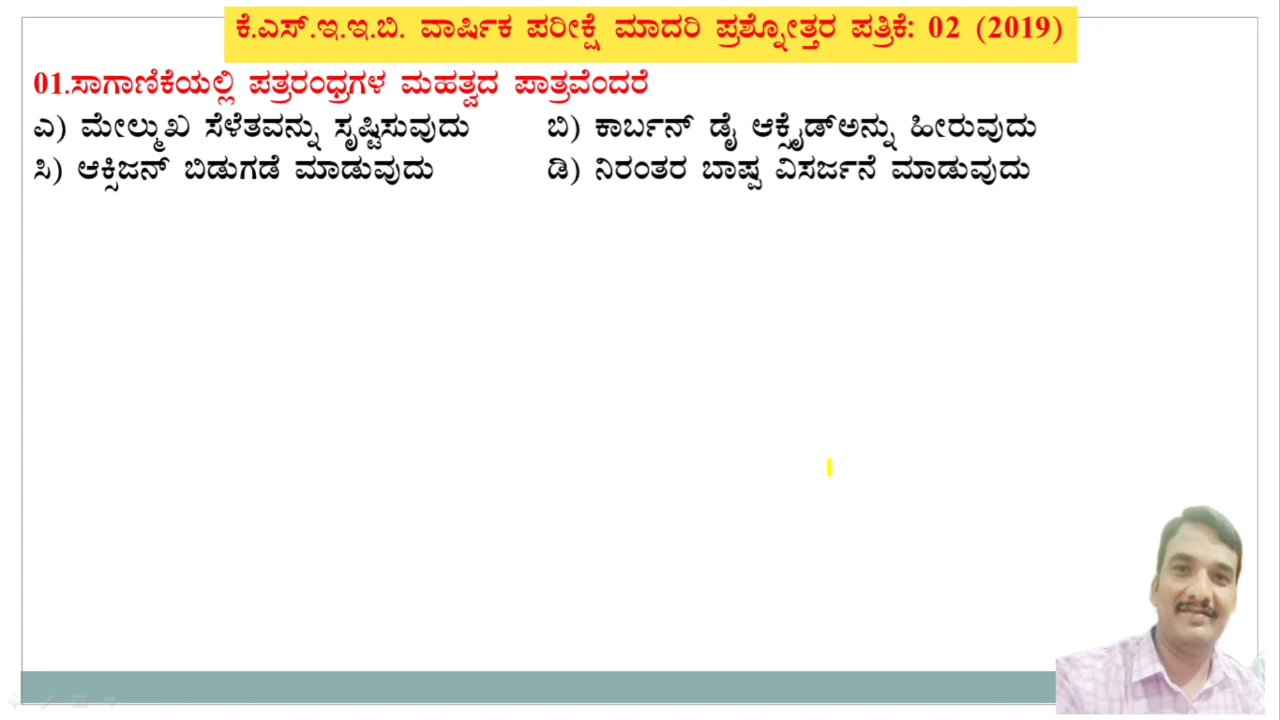 ಕೆ.ಎಸ್.ಇ.ಇ.ಬಿ. ವಾರ್ಷಿಕ ಪರೀಕ್ಷೆ ಮಾದರಿ ಪ್ರಶ್ನೋತ್ತರ ಪತ್ರಿಕೆ: 02 (2019)
01.ಸಾಗಾಣಿಕೆಯಲ್ಲಿ ಪತ್ರರಂಧ್ರಗಳ ಮಹತ್ವದ ಪಾತ್ರವೆಂದರೆ
ಎ) ಮೇಲ್ಮುಖ ಸೆಳೆತವನ್ನು ಸೃಷ್ಟಿಸುವುದು ಬಿ) ಕಾರ್ಬನ್ ಡೈ ಆಕ್ಸೈಡ್‌ಅನ್ನು ಹೀರುವುದು
ಸಿ) ಆಕ್ಸಿಜನ್ ಬಿಡುಗಡೆ ಮಾಡುವುದು ಡಿ) ನಿರಂತರ ಬಾಷ್ಪ ವಿಸರ್ಜನೆ ಮಾಡುವುದು